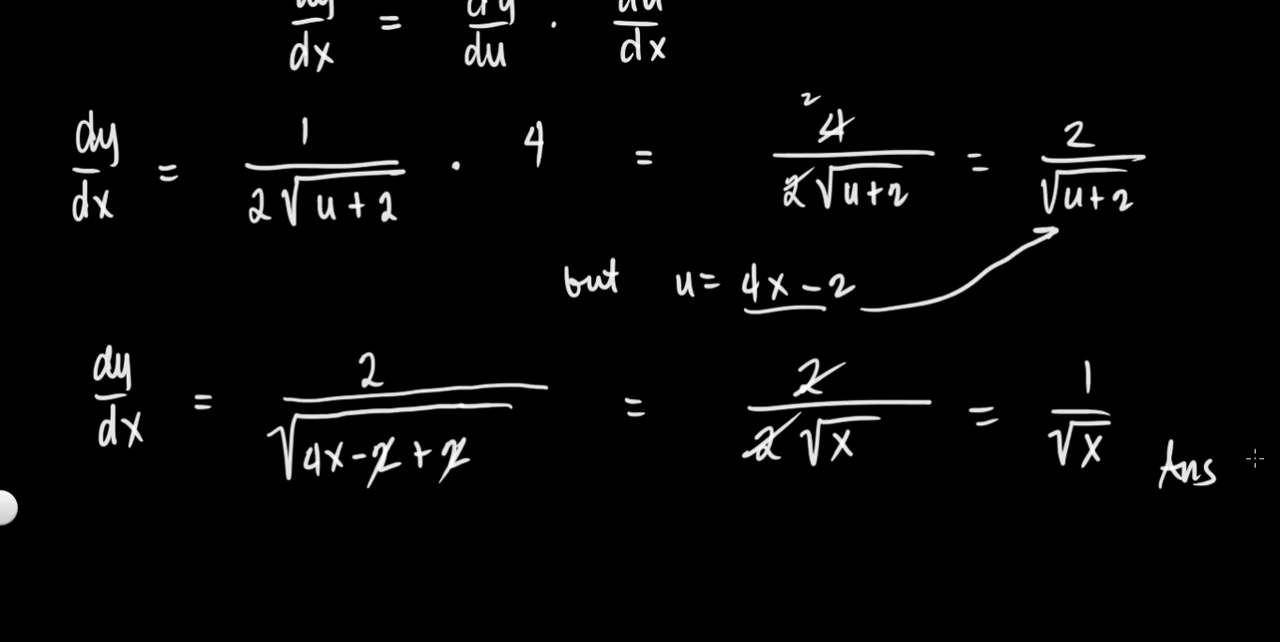 dy/dx = dy/du · du/dx
dy/dx = 1/(2√(u+2)) · 4 = ²4/(2√(u+2)) = 2/√(u+2)
but u = 4x - 2
dy/dx = 2/√(4x-2+2) = 2/(2√x) = 1/√x Ans